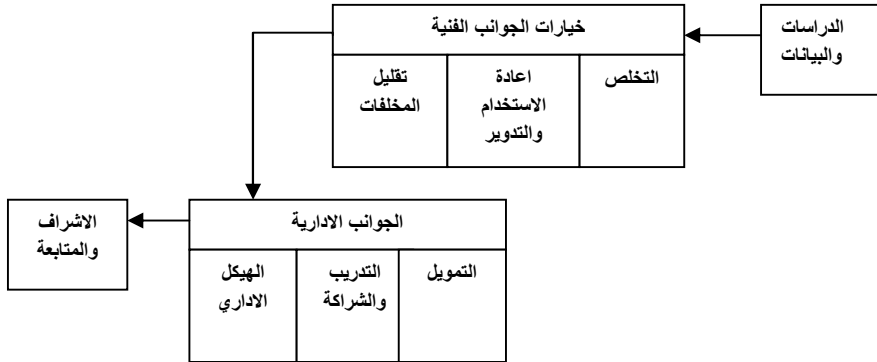 الدراسات
والبيانات
خيارات الجوانب الفنية
التخلص
اعادة
الاستخدام
والتدوير
تقليل
المخلفات
الجوانب الادارية
التمويل
التدريب
والشراكة
الهيكل
الاداري
الاشراف
والمتابعة